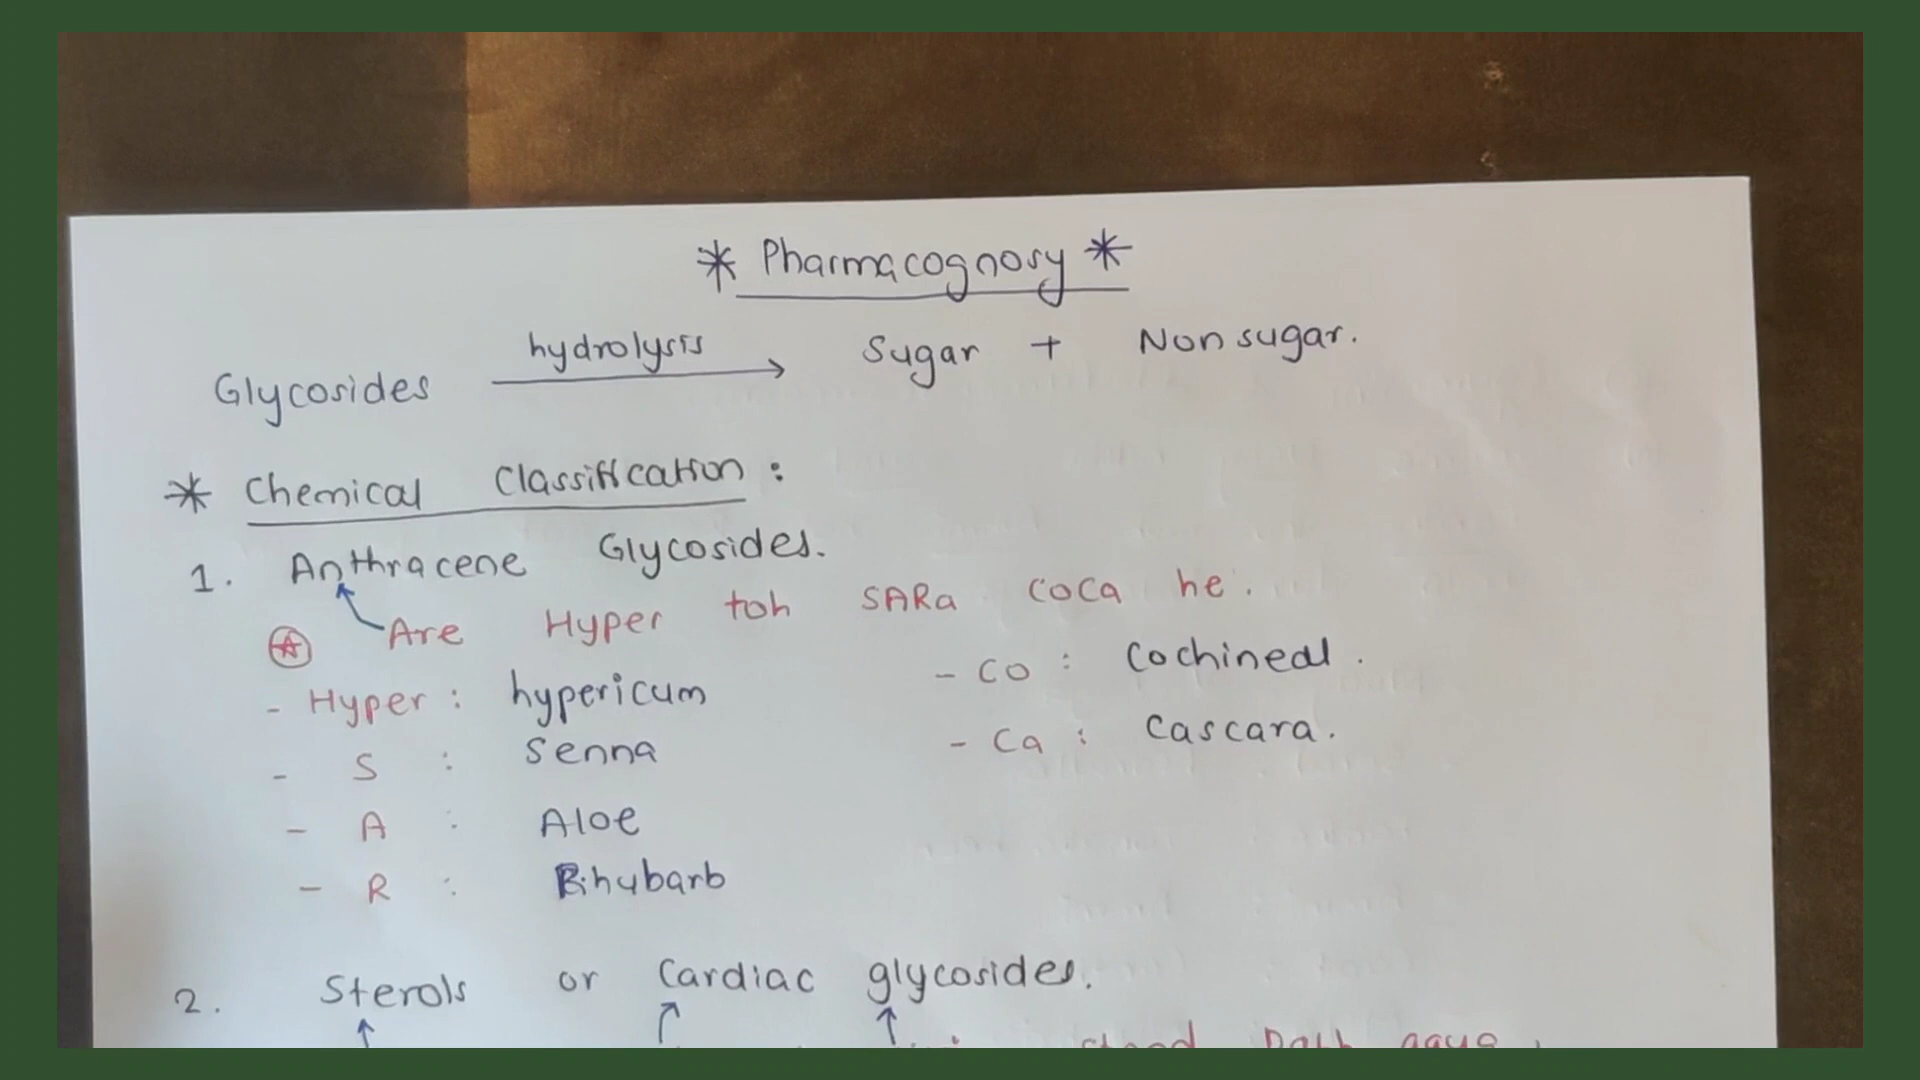 * Pharmacognosy *
Glycosides hydrolysis → Sugar + Non sugar.
* Chemical Classification :
1. Anthracene Glycosides.
Are Hyper toh SARa COCa he.
- Hyper : hypericum
- S : Senna
- A : Aloe
- R : Rhubarb
- CO : Cochineal.
- Ca : Cascara.
2. Sterols or Cardiac glycosides.